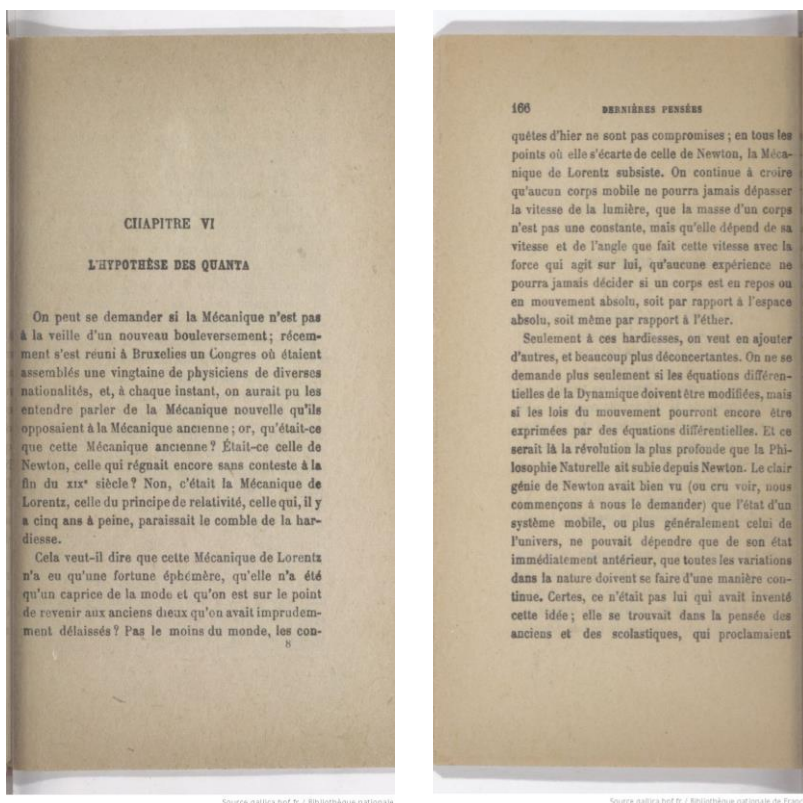 CHAPITRE VI
L'HYPOTHÈSE DES QUANTA
On peut se demander si la Mécanique n'est pas
à la veille d'un nouveau bouleversement; récem-
ment s'est réuni à Bruxelles un Congres où étaient
assemblés une vingtaine de physiciens de diverses
nationalités, et, à chaque instant, on aurait pu les
entendre parler de la Mécanique nouvelle qu'ils
opposaient à la Mécanique ancienne; or, qu'était-ce
que cette Mécanique ancienne? Était-ce celle de
Newton, celle qui régnait encore sans conteste à la
fin du XIXe siècle? Non, c'était la Mécanique de
Lorentz, celle du principe de relativité, celle qui, il y
a cinq ans à peine, paraissait le comble de la har-
diesse.
Cela veut-il dire que cette Mécanique de Lorentz
n'a eu qu'une fortune éphémère, qu'elle n'a été
qu'un caprice de la mode et qu'on est sur le point
de revenir aux anciens dieux qu'on avait imprudem-
ment délaissés? Pas le moins du monde, les con-
8
Source gallica.bnf.fr / Bibliothèque nationale
166 DERNIÈRES PENSÉES
quêtes d'hier ne sont pas compromises; en tous les
points où elle s'écarte de celle de Newton, la Méca-
nique de Lorentz subsiste. On continue à croire
qu'aucun corps mobile ne pourra jamais dépasser
la vitesse de la lumière, que la masse d'un corps
n'est pas une constante, mais qu'elle dépend de sa
vitesse et de l'angle que fait cette vitesse avec la
force qui agit sur lui, qu'aucune expérience ne
pourra jamais décider si un corps est en repos ou
en mouvement absolu, soit par rapport à l'espace
absolu, soit même par rapport à l'éther.
Seulement à ces hardiesses, on veut en ajouter
d'autres, et beaucoup plus déconcertantes. On ne se
demande plus seulement si les équations différen-
tielles de la Dynamique doivent être modifiées, mais
si les lois du mouvement pourront encore être
exprimées par des équations différentielles. Et ce
serait là la révolution la plus profonde que la Phi-
losophie Naturelle ait subie depuis Newton. Le clair
génie de Newton avait bien vu (ou cru voir, nous
commençons à nous le demander) que l'état d'un
système mobile, ou plus généralement celui de
l'univers, ne pouvait dépendre que de son état
immédiatement antérieur, que toutes les variations
dans la nature doivent se faire d'une manière con-
tinue. Certes, ce n'était pas lui qui avait inventé
cette idée; elle se trouvait dans la pensée des
anciens et des scolastiques, qui proclamaient
Source gallica.bnf.fr / Bibliothèque nationale de Franc